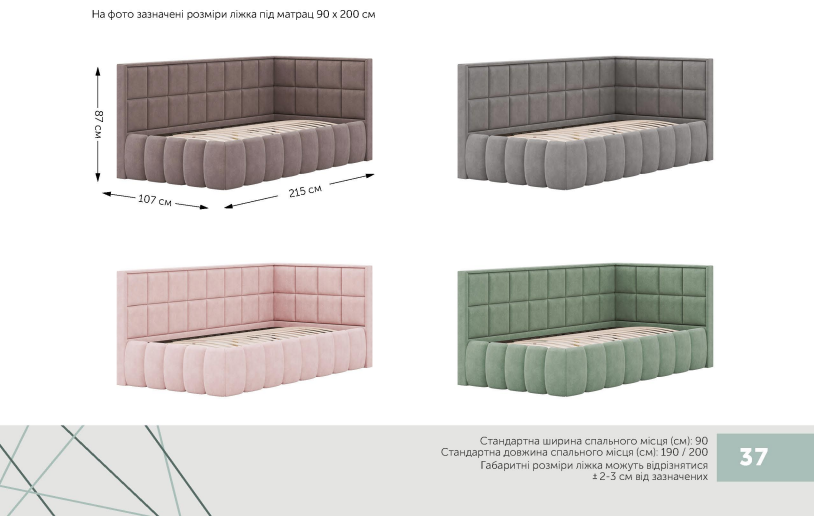 На фото зазначені розміри ліжка під матрац 90 х 200 см
87 см
107 см
215 см
Стандартна ширина спального місця (см): 90
Стандартна довжина спального місця (см): 190 / 200
Габаритні розміри ліжка можуть відрізнятися
± 2-3 см від зазначених
37